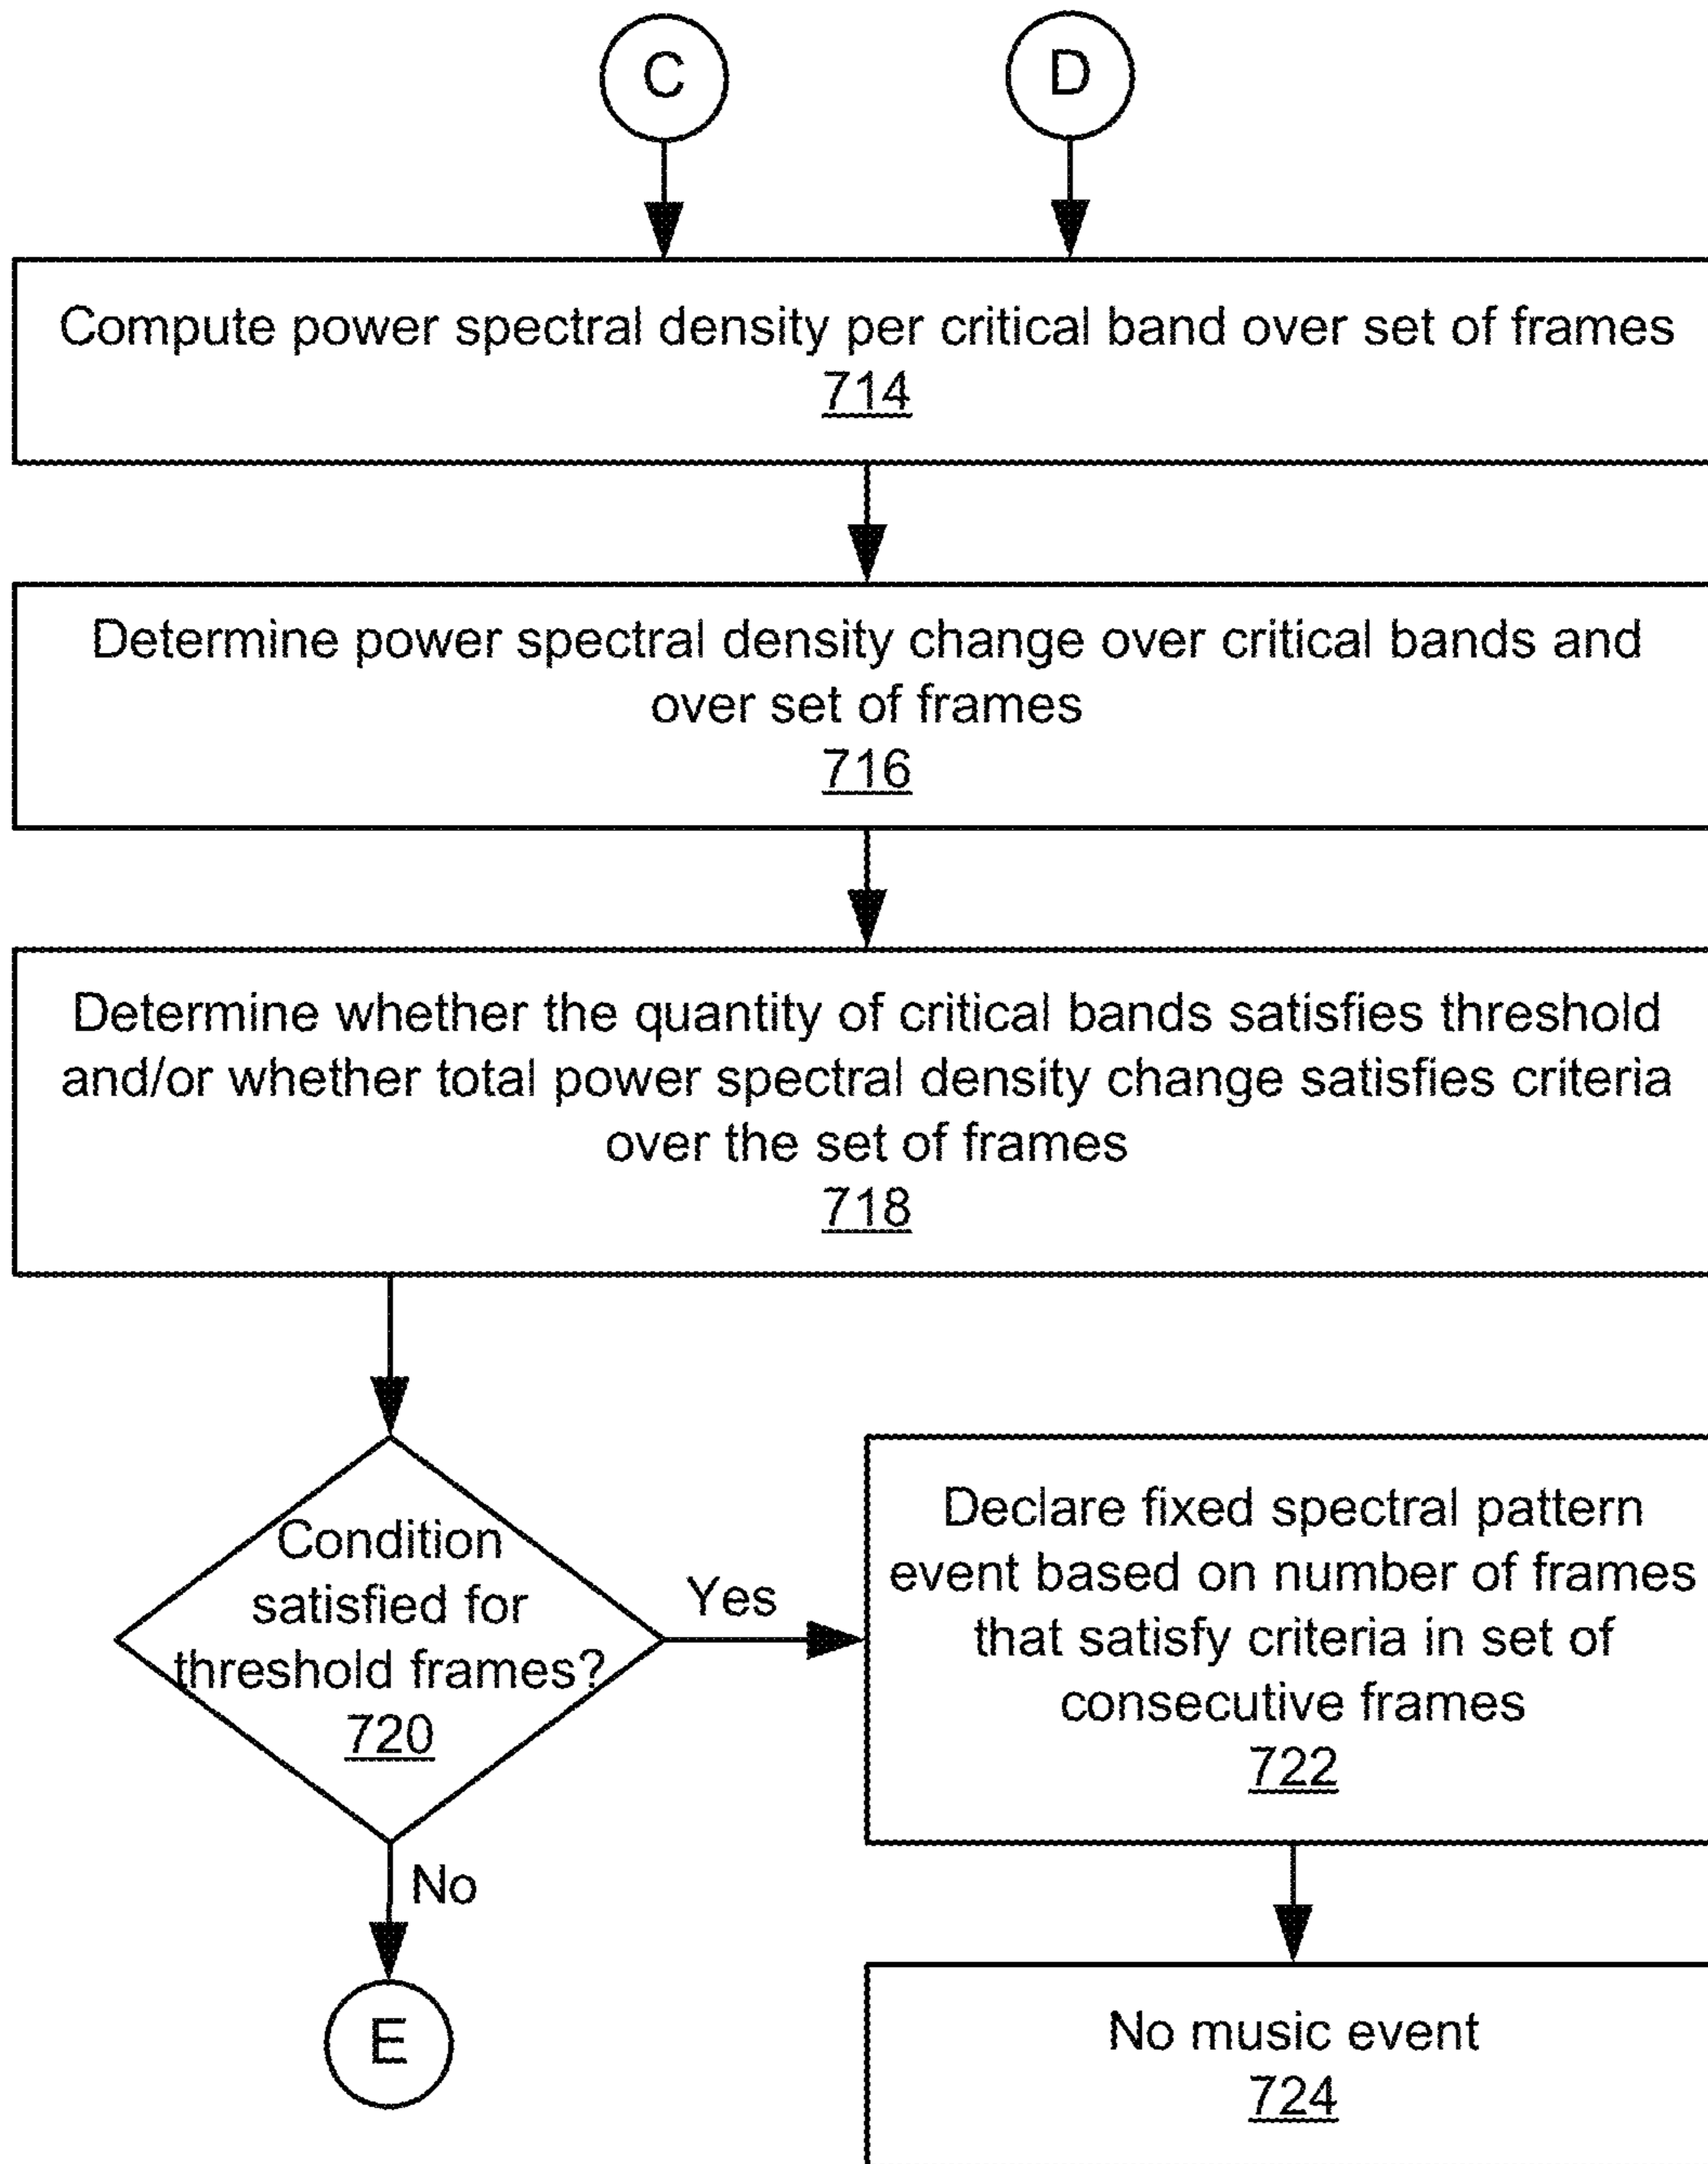 C
D
Compute power spectral density per critical band over set of frames
714
Determine power spectral density change over critical bands and
over set of frames
716
Determine whether the quantity of critical bands satisfies threshold
and/or whether total power spectral density change satisfies criteria
over the set of frames
718
Condition
satisfied for
threshold frames?
720
Yes
Declare fixed spectral pattern
event based on number of frames
that satisfy criteria in set of
consecutive frames
722
No
E
No music event
724